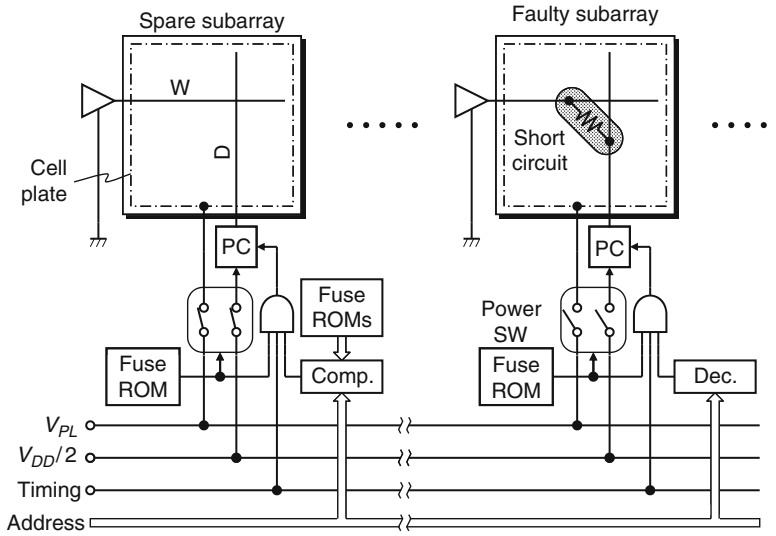 Spare subarray
Faulty subarray
W
D
Cell
plate
Short
circuit
PC
PC
Fuse
ROMs
Power
SW
Fuse
ROM
Comp.
Fuse
ROM
Dec.
V_PL
V_DD/2
Timing
Address